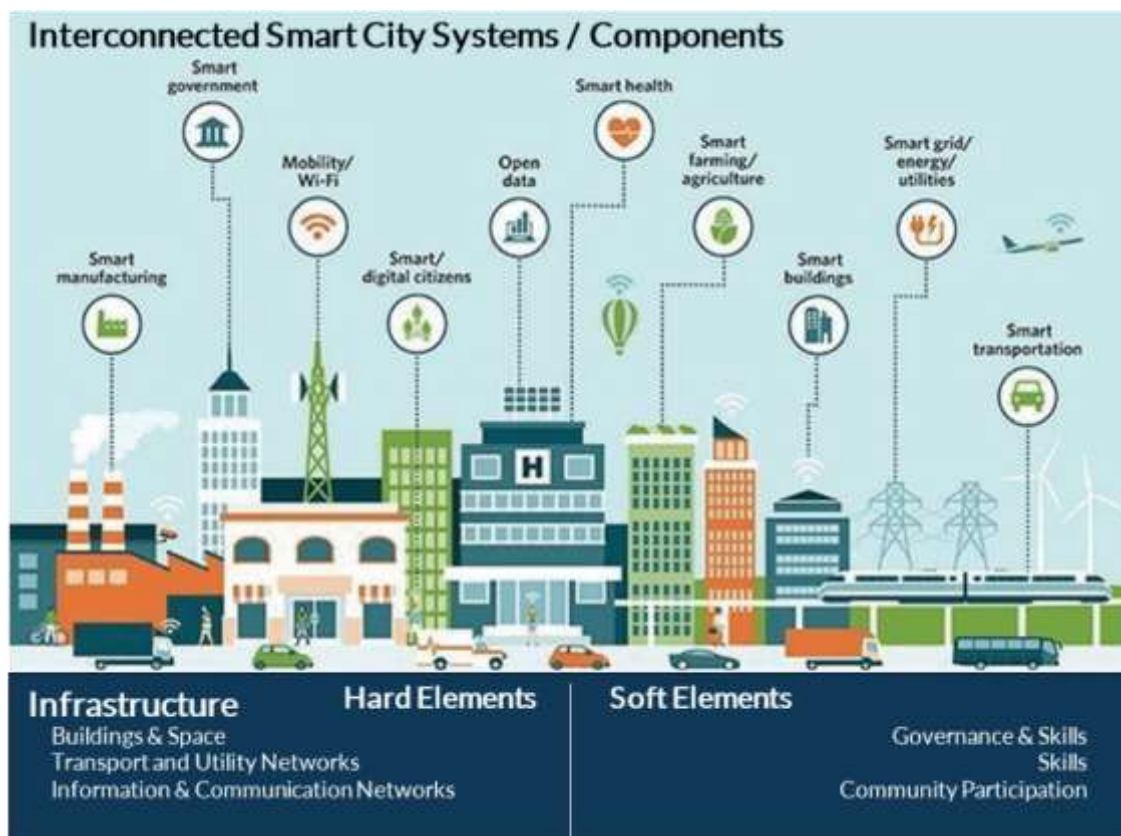 Interconnected Smart City Systems / Components
Smart
government
Smart health
Mobility/
Wi-Fi
Open
data
Smart
farming/
agriculture
Smart grid/
energy/
utilities
Smart
manufacturing
Smart/
digital citizens
Smart
buildings
Smart
transportation
H
Infrastructure
Hard Elements
Buildings & Space
Transport and Utility Networks
Information & Communication Networks
Soft Elements
Governance & Skills
Skills
Community Participation